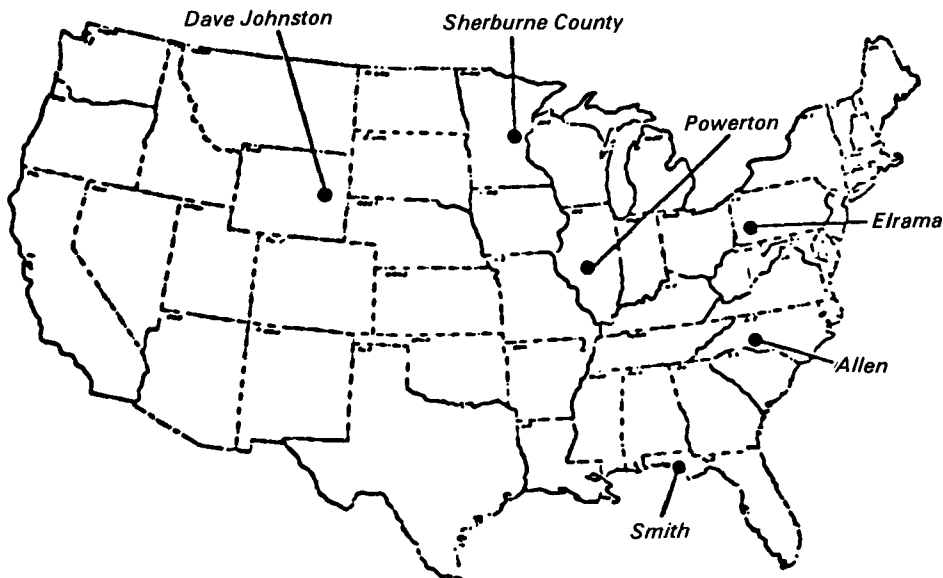 Dave Johnston
Sherburne County
Powerton
Elrama
Allen
Smith